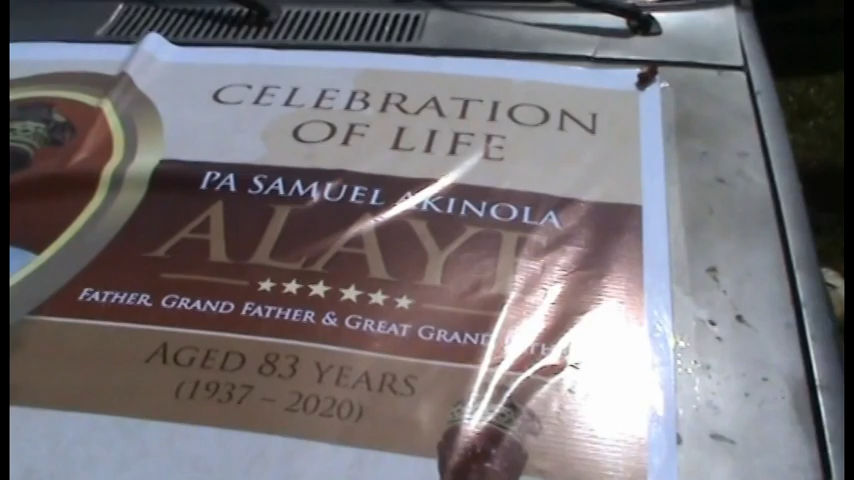 CELEBRATION
OF LIFE
PA SAMUEL AKINOLA
FATHER, GRAND FATHER & GREAT GRAND
AGED 83 YEARS
(1937 – 2020)